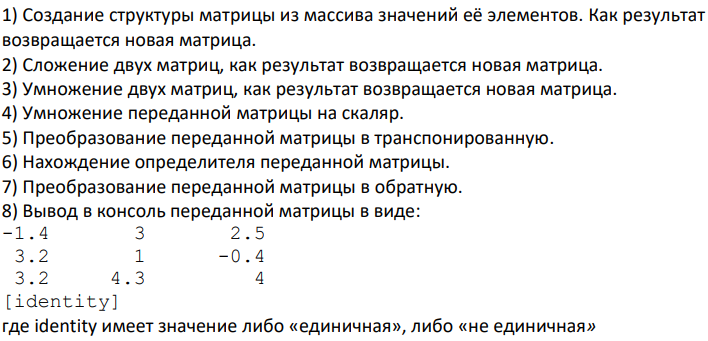 1) Создание структуры матрицы из массива значений её элементов. Как результат
возвращается новая матрица.
2) Сложение двух матриц, как результат возвращается новая матрица.
3) Умножение двух матриц, как результат возвращается новая матрица.
4) Умножение переданной матрицы на скаляр.
5) Преобразование переданной матрицы в транспонированную.
6) Нахождение определителя переданной матрицы.
7) Преобразование переданной матрицы в обратную.
8) Вывод в консоль переданной матрицы в виде:
-1.4 3 2.5
3.2 1 -0.4
3.2 4.3 4
[identity]
где identity имеет значение либо «единичная», либо «не единичная»